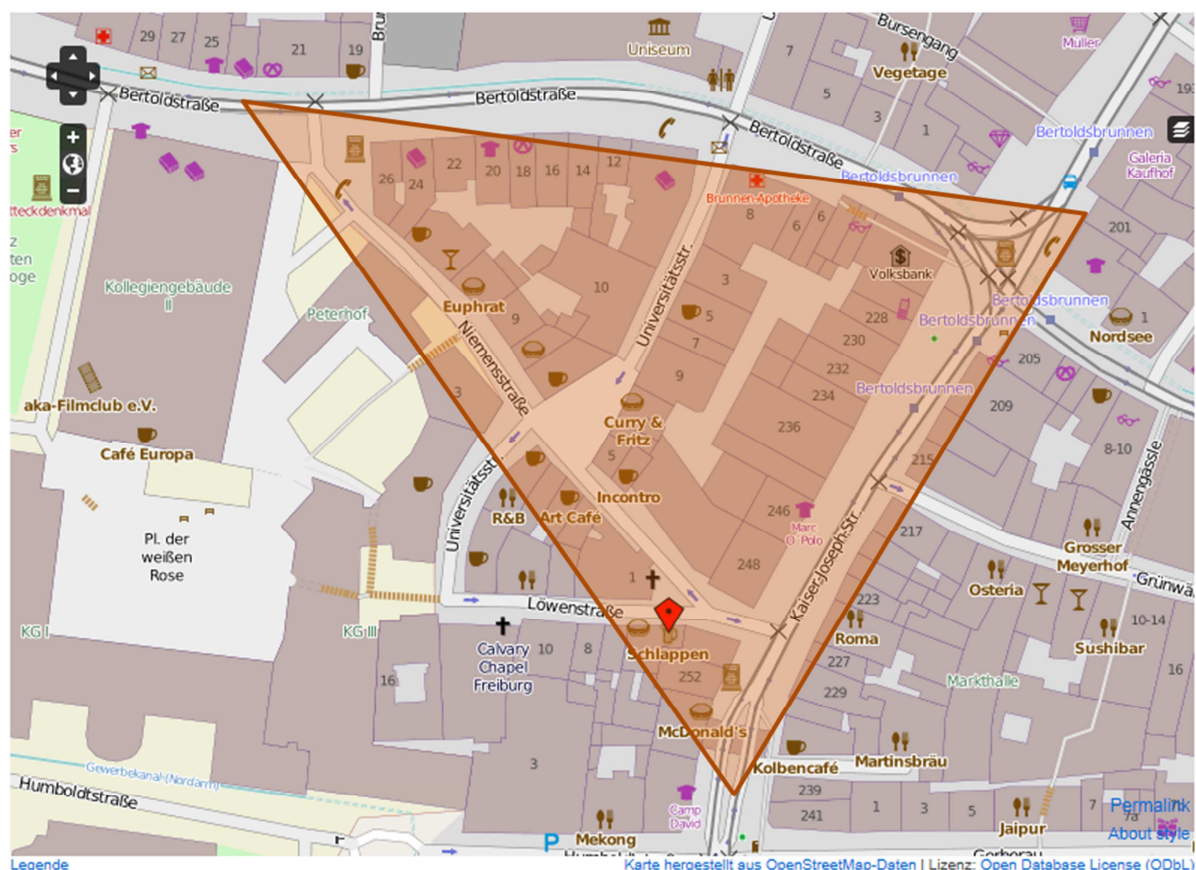 29
27
25
21
19
Uniseum
Bursengang
Müller
Vegetage
7
5
3
1
Bertoldstraße
Bertoldstraße
Bertoldstraße
Bertoldsbrunnen
Galeria
Kaufhof
22
20
18
16
14
12
26
24
Bertoldsbrunnen
Brunnen-Apotheke
8
6
6
201
tteckdenkmal
Kollegiengebäude
II
Volksbank
3
10
Euphrat
Peterhof
9
Universitätsstr.
5
7
9
228
230
232
234
236
Bertoldsbrunnen
Bertoldsbrunnen
Bertoldsbrunnen
1
Nordsee
205
209
8-10
215
Niemensstraße
3
aka-Filmclub e.V.
Café Europa
Curry &
Fritz
5
Incontro
Art Café
R&B
Universitätsstr.
246
Marc
O´Polo
248
217
Annengässle
Grosser
Meyerhof
Osteria
Pl. der
weißen
Rose
1
Löwenstraße
Kaiser-Joseph-Str.
223
Roma
227
229
10-14
Sushibar
16
Markthalle
KG I
KG III
Calvary
Chapel
Freiburg
10
8
16
Schlappen
252
McDonald's
Kolbencafé
Martinsbräu
3
Gewerbekanal (Nordarm)
Humboldtstraße
239
241
1
3
5
7
Camp
David
Mekong
Jaipur
Permalink
About style
Legende
Karte hergestellt aus OpenStreetMap-Daten | Lizenz: Open Database License (ODbL)